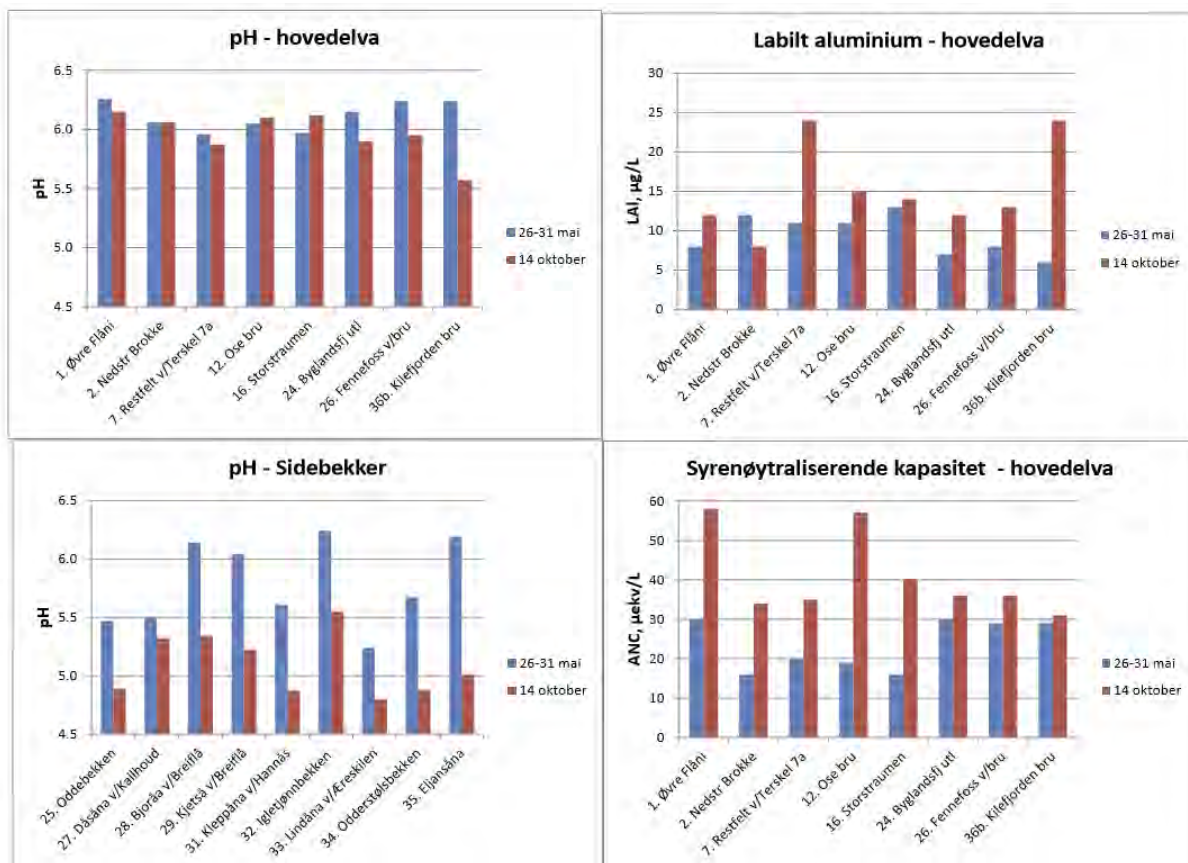 pH - hovedelva
6.5
6.0
5.5
5.0
4.5
pH
1. Øvre Flåni
2. Nedstr Brokke
7. Restfelt v/Terskel 7a
12. Ose bru
16. Storstraumen
24. Byglandsfj utl
26. Fennefoss v/bru
36b. Kilefjorden bru
26-31 mai
14 oktober
Labilt aluminium - hovedelva
30
25
20
15
10
5
0
LAl, µg/L
1. Øvre Flåni
2. Nedstr Brokke
7. Restfelt v/Terskel 7a
12. Ose bru
16. Storstraumen
24. Byglandsfj utl
26. Fennefoss v/bru
36b. Kilefjorden bru
26-31 mai
14 oktober
pH - Sidebekker
6.5
6.0
5.5
5.0
4.5
pH
25. Oddebekken
27. Dåsåna v/Kallhoud
28. Bjoråa v/Breiflå
29. Kjetså v/Breiflå
31. Kleppåna v/Hannås
32. Igletjønnbekken
33. Lindåna v/Æreskilen
34. Odderstølsbekken
35. Eljansåna
26-31 mai
14 oktober
Syrenøytraliserende kapasitet - hovedelva
60
50
40
30
20
10
0
ANC, µekv/L
1. Øvre Flåni
2. Nedstr Brokke
7. Restfelt v/Terskel 7a
12. Ose bru
16. Storstraumen
24. Byglandsfj utl
26. Fennefoss v/bru
36b. Kilefjorden bru
26-31 mai
14 oktober